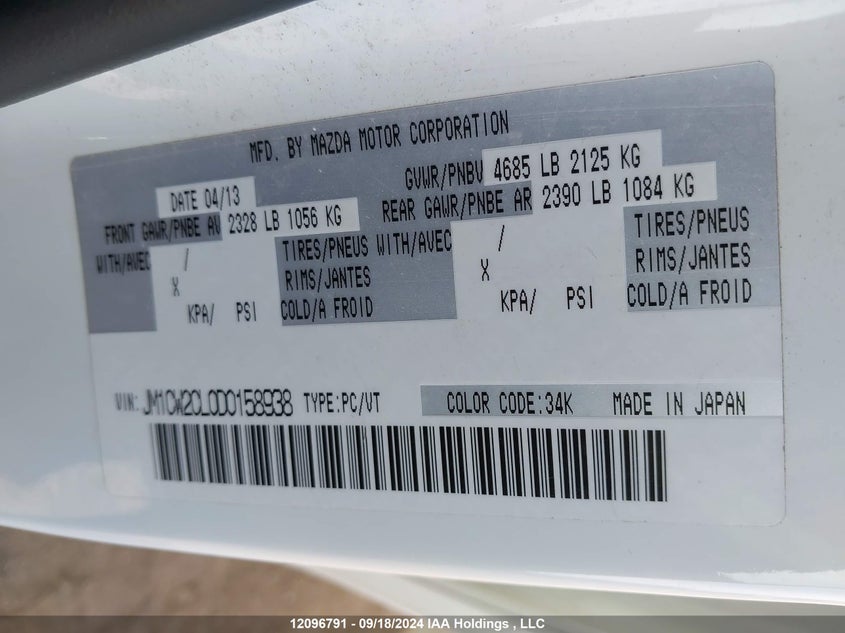 MFD. BY MAZDA MOTOR CORPORATION
DATE 04/13 GVWR/PNBV 4685 LB 2125 KG
FRONT GAWR/PNBE AV 2328 LB 1056 KG REAR GAWR/PNBE AR 2390 LB 1084 KG
WITH/AVEC / TIRES/PNEUS WITH/AVEC / TIRES/PNEUS
X RIMS/JANTES X RIMS/JANTES
KPA/ PSI COLD/A FROID KPA/ PSI COLD/A FROID
VIN: JM1CW2CL0D0158938 TYPE:PC/VT COLOR CODE:34K MADE IN JAPAN
12096791 - 09/18/2024 IAA Holdings , LLC